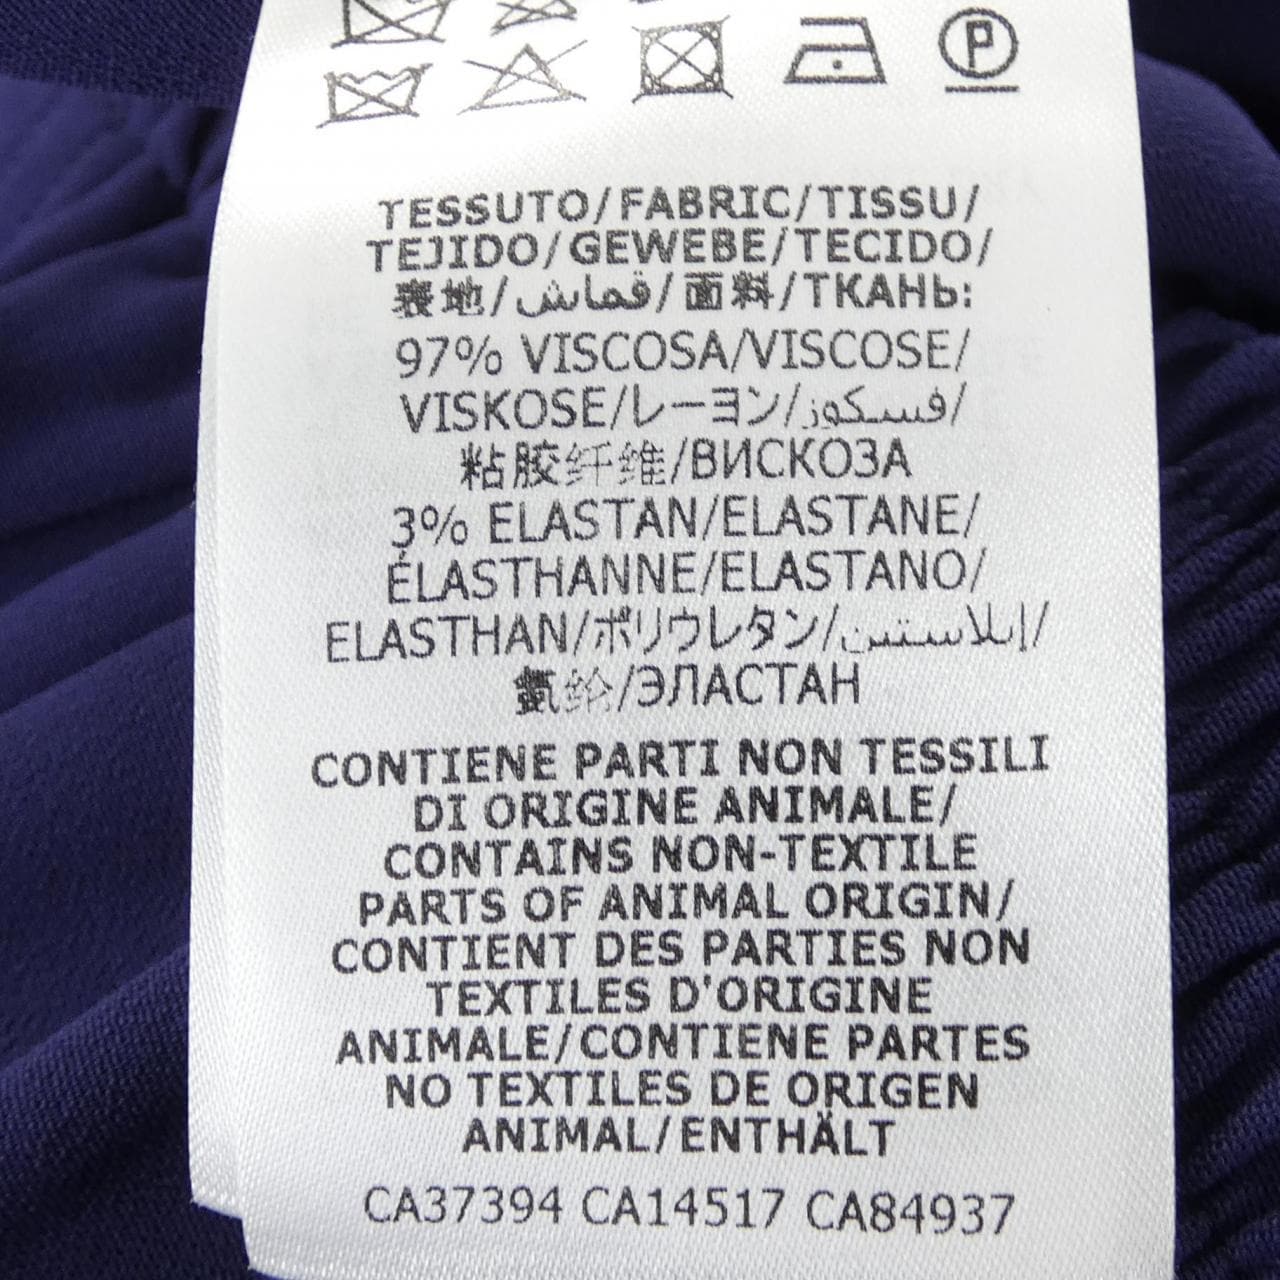 TESSUTO/FABRIC/TISSU/
TEJIDO/GEWEBE/TECIDO/
表地/قماش/面料/ТКАНЬ:
97% VISCOSA/VISCOSE/
VISKOSE/レーヨン/فسكوز/
粘胶纤维/ВИСКОЗА
3% ELASTAN/ELASTANE/
ÉLASTHANNE/ELASTANO/
ELASTHAN/ポリウレタン/إيلاستين/
氨纶/ЭЛАСТАН
CONTIENE PARTI NON TESSILI
DI ORIGINE ANIMALE/
CONTAINS NON-TEXTILE
PARTS OF ANIMAL ORIGIN/
CONTIENT DES PARTIES NON
TEXTILES D'ORIGINE
ANIMALE/CONTIENE PARTES
NO TEXTILES DE ORIGEN
ANIMAL/ENTHÄLT
CA37394 CA14517 CA84937